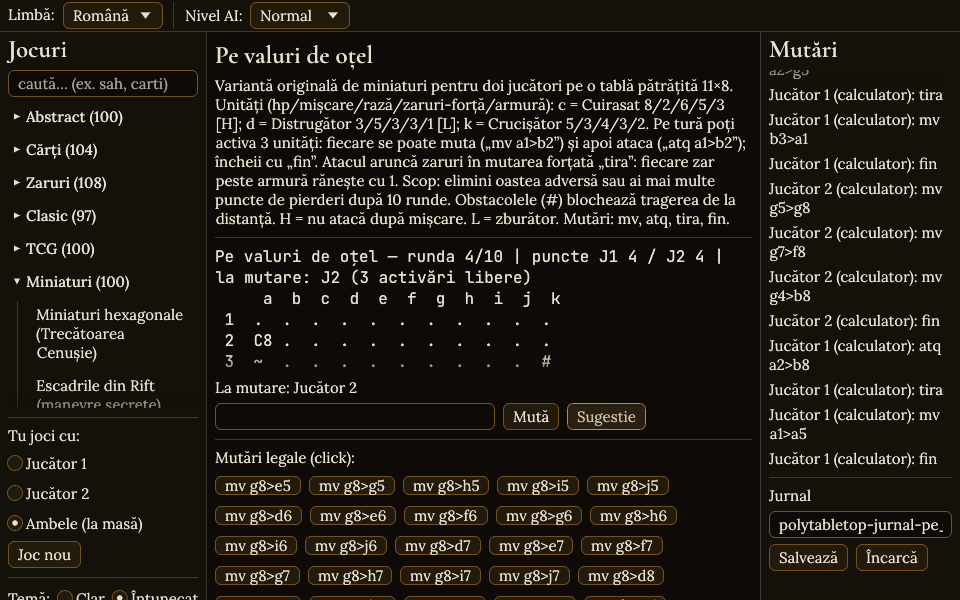 Limbă: Română ▼ Nivel AI: Normal ▼
Jocuri
caută... (ex. sah, carti)
▸ Abstract (100)
▸ Cărți (104)
▸ Zaruri (108)
▸ Clasic (97)
▸ TCG (100)
▾ Miniaturi (100)
Miniaturi hexagonale
(Trecătoarea
Cenușie)
Escadrile din Rift
(manevre secrete)
Tu joci cu:
Jucător 1
Jucător 2
Ambele (la masă)
Joc nou
Temă: Clar Întunecat
Pe valuri de oțel
Variantă originală de miniaturi pentru doi jucători pe o tablă pătrățită 11×8.
Unități (hp/mișcare/rază/zaruri-forță/armură): c = Cuirasat 8/2/6/5/3
[H]; d = Distrugător 3/5/3/3/1 [L]; k = Crucișător 5/3/4/3/2. Pe tură poți
activa 3 unități: fiecare se poate muta („mv a1>b2”) și apoi ataca („atq a1>b2”);
închei cu „fin”. Atacul aruncă zaruri în mutarea forțată „tira”: fiecare zar
peste armură rănește cu 1. Scop: elimini oastea adversă sau ai mai multe
puncte de pierderi după 10 runde. Obstacolele (#) blochează tragerea la
distanță. H = nu atacă după mișcare. L = zburător. Mutări: mv, atq, tira, fin.
Pe valuri de oțel — runda 4/10 | puncte J1 4 / J2 4 |
la mutare: J2 (3 activări libere)
a b c d e f g h i j k
1 . . . . . . . . . . .
2 C8 . . . . . . . . . .
3 ~ . . . . . . . . . #
La mutare: Jucător 2
Mută Sugestie
Mutări legale (click):
mv g8>e5 mv g8>g5 mv g8>h5 mv g8>i5 mv g8>j5
mv g8>d6 mv g8>e6 mv g8>f6 mv g8>g6 mv g8>h6
mv g8>i6 mv g8>j6 mv g8>d7 mv g8>e7 mv g8>f7
mv g8>g7 mv g8>h7 mv g8>i7 mv g8>j7 mv g8>d8
Mutări
a2>g5
Jucător 1 (calculator): tira
Jucător 1 (calculator): mv
b3>a1
Jucător 1 (calculator): fin
Jucător 2 (calculator): mv
g5>g8
Jucător 2 (calculator): mv
g7>f8
Jucător 2 (calculator): mv
g4>b8
Jucător 2 (calculator): fin
Jucător 1 (calculator): atq
a2>b8
Jucător 1 (calculator): tira
Jucător 1 (calculator): mv
a1>a5
Jucător 1 (calculator): fin
Jurnal
polytabletop-jurnal-pe_
Salvează Încarcă